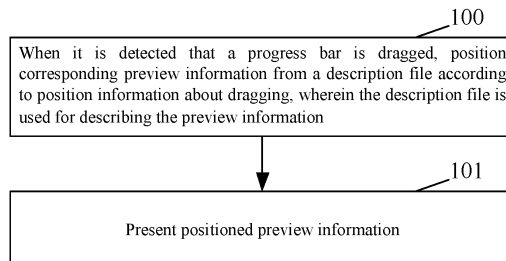 100
When it is detected that a progress bar is dragged, position
corresponding preview information from a description file according
to position information about dragging, wherein the description file is
used for describing the preview information
101
Present positioned preview information